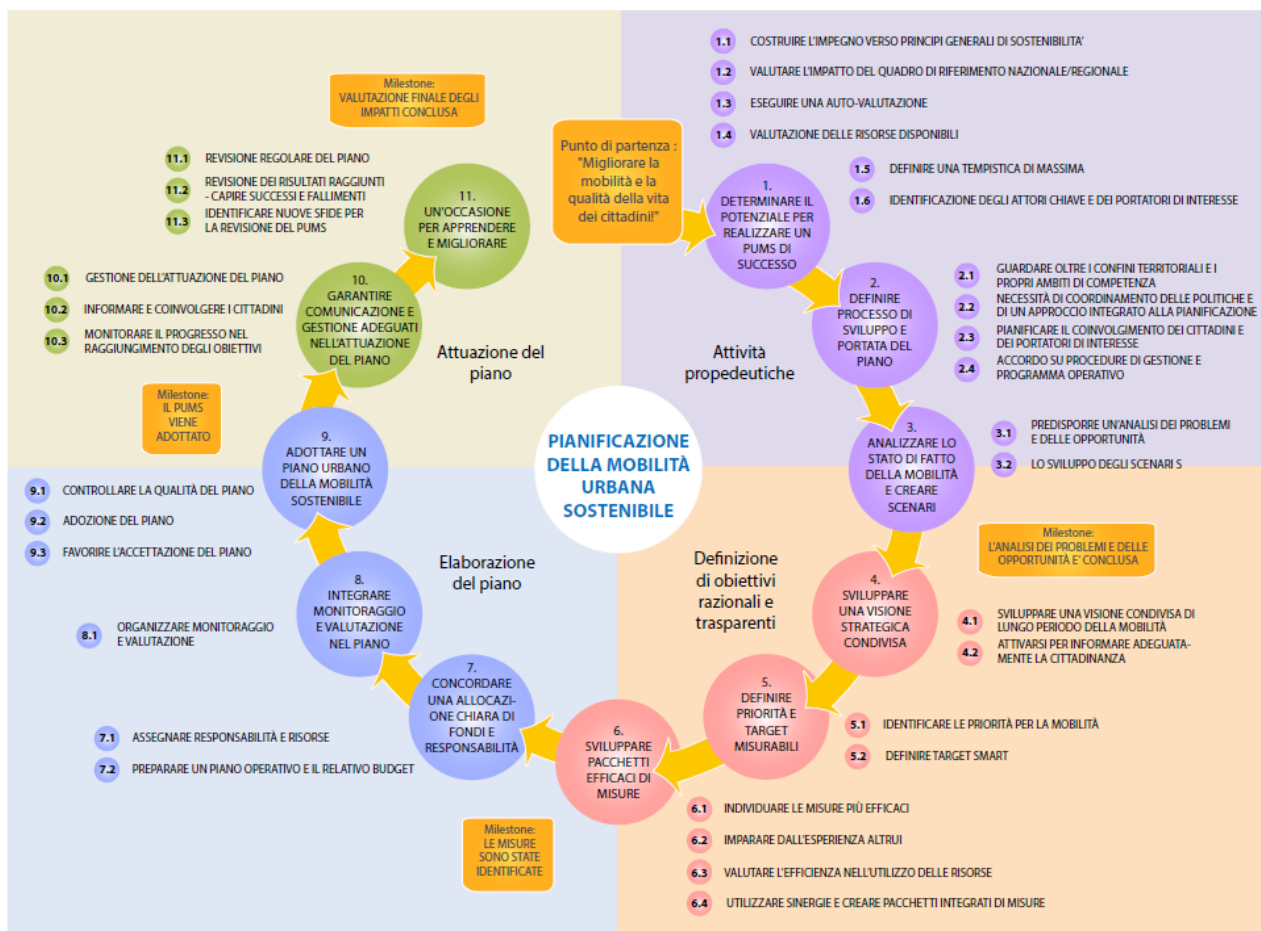 1.1 COSTRUIRE L'IMPEGNO VERSO PRINCIPI GENERALI DI SOSTENIBILITA'
1.2 VALUTARE L'IMPATTO DEL QUADRO DI RIFERIMENTO NAZIONALE/REGIONALE
1.3 ESEGUIRE UNA AUTO-VALUTAZIONE
1.4 VALUTAZIONE DELLE RISORSE DISPONIBILI
1.5 DEFINIRE UNA TEMPISTICA DI MASSIMA
1.6 IDENTIFICAZIONE DEGLI ATTORI CHIAVE E DEI PORTATORI DI INTERESSE
Punto di partenza :
"Migliorare la
mobilità e la
qualità della vita
dei cittadini!"
1.
DETERMINARE IL
POTENZIALE PER
REALIZZARE UN
PUMS DI
SUCCESSO
2.
DEFINIRE
PROCESSO DI
SVILUPPO E
PORTATA DEL
PIANO
2.1 GUARDARE OLTRE I CONFINI TERRITORIALI E I
PROPRI AMBITI DI COMPETENZA
2.2 NECESSITÀ DI COORDINAMENTO DELLE POLITICHE E
DI UN APPROCCIO INTEGRATO ALLA PIANIFICAZIONE
2.3 PIANIFICARE IL COINVOLGIMENTO DEI CITTADINI E
DEI PORTATORI DI INTERESSE
2.4 ACCORDO SU PROCEDURE DI GESTIONE E
PROGRAMMA OPERATIVO
Attività
propedeutiche
3.
ANALIZZARE LO
STATO DI FATTO
DELLA MOBILITÀ
E CREARE
SCENARI
3.1 PREDISPORRE UN'ANALISI DEI PROBLEMI
E DELLE OPPORTUNITÀ
3.2 LO SVILUPPO DEGLI SCENARI S
Milestone:
L'ANALISI DEI PROBLEMI E DELLE
OPPORTUNITÀ E' CONCLUSA
PIANIFICAZIONE
DELLA MOBILITÀ
URBANA
SOSTENIBILE
Definizione
di obiettivi
razionali e
trasparenti
4.
SVILUPPARE
UNA VISIONE
STRATEGICA
CONDIVISA
4.1 SVILUPPARE UNA VISIONE CONDIVISA DI
LUNGO PERIODO DELLA MOBILITÀ
4.2 ATTIVARSI PER INFORMARE ADEGUATA-
MENTE LA CITTADINANZA
5.
DEFINIRE
PRIORITÀ E
TARGET
MISURABILI
5.1 IDENTIFICARE LE PRIORITÀ PER LA MOBILITÀ
5.2 DEFINIRE TARGET SMART
6.
SVILUPPARE
PACCHETTI
EFFICACI DI
MISURE
6.1 INDIVIDUARE LE MISURE PIÙ EFFICACI
6.2 IMPARARE DALL'ESPERIENZA ALTRUI
6.3 VALUTARE L'EFFICIENZA NELL'UTILIZZO DELLE RISORSE
6.4 UTILIZZARE SINERGIE E CREARE PACCHETTI INTEGRATI DI MISURE
Milestone:
LE MISURE
SONO STATE
IDENTIFICATE
7.
CONCORDARE
UNA ALLOCAZI-
ONE CHIARA DI
FONDI E
RESPONSABILITÀ
7.1 ASSEGNARE RESPONSABILITÀ E RISORSE
7.2 PREPARARE UN PIANO OPERATIVO E IL RELATIVO BUDGET
Elaborazione
del piano
8.
INTEGRARE
MONITORAGGIO
E VALUTAZIONE
NEL PIANO
8.1 ORGANIZZARE MONITORAGGIO
E VALUTAZIONE
9.
ADOTTARE UN
PIANO URBANO
DELLA MOBILITÀ
SOSTENIBILE
9.1 CONTROLLARE LA QUALITÀ DEL PIANO
9.2 ADOZIONE DEL PIANO
9.3 FAVORIRE L'ACCETTAZIONE DEL PIANO
Milestone:
IL PUMS
VIENE
ADOTTATO
Attuazione del
piano
10.
GARANTIRE
COMUNICAZIONE E
GESTIONE ADEGUATI
NELL'ATTUAZIONE
DEL PIANO
10.1 GESTIONE DELL'ATTUAZIONE DEL PIANO
10.2 INFORMARE E COINVOLGERE I CITTADINI
10.3 MONITORARE IL PROGRESSO NEL
RAGGIUNGIMENTO DEGLI OBIETTIVI
11.
UN'OCCASIONE
PER APPRENDERE
E MIGLIORARE
11.1 REVISIONE REGOLARE DEL PIANO
11.2 REVISIONE DEI RISULTATI RAGGIUNTI
- CAPIRE SUCCESSI E FALLIMENTI
11.3 IDENTIFICARE NUOVE SFIDE PER
LA REVISIONE DEL PUMS
Milestone:
VALUTAZIONE FINALE DEGLI
IMPATTI CONCLUSA